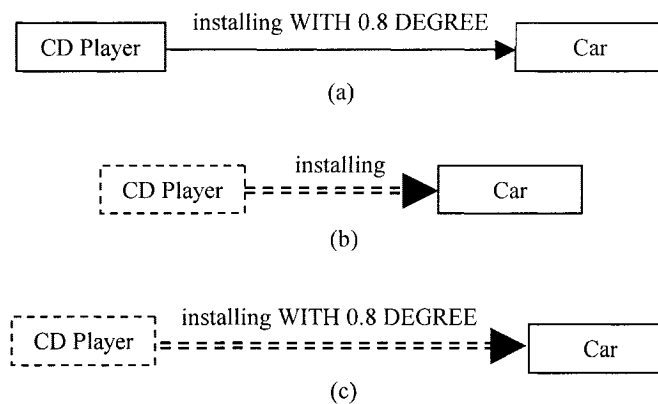 installing WITH 0.8 DEGREE
CD Player
Car
(a)
installing
CD Player
Car
(b)
installing WITH 0.8 DEGREE
CD Player
Car
(c)